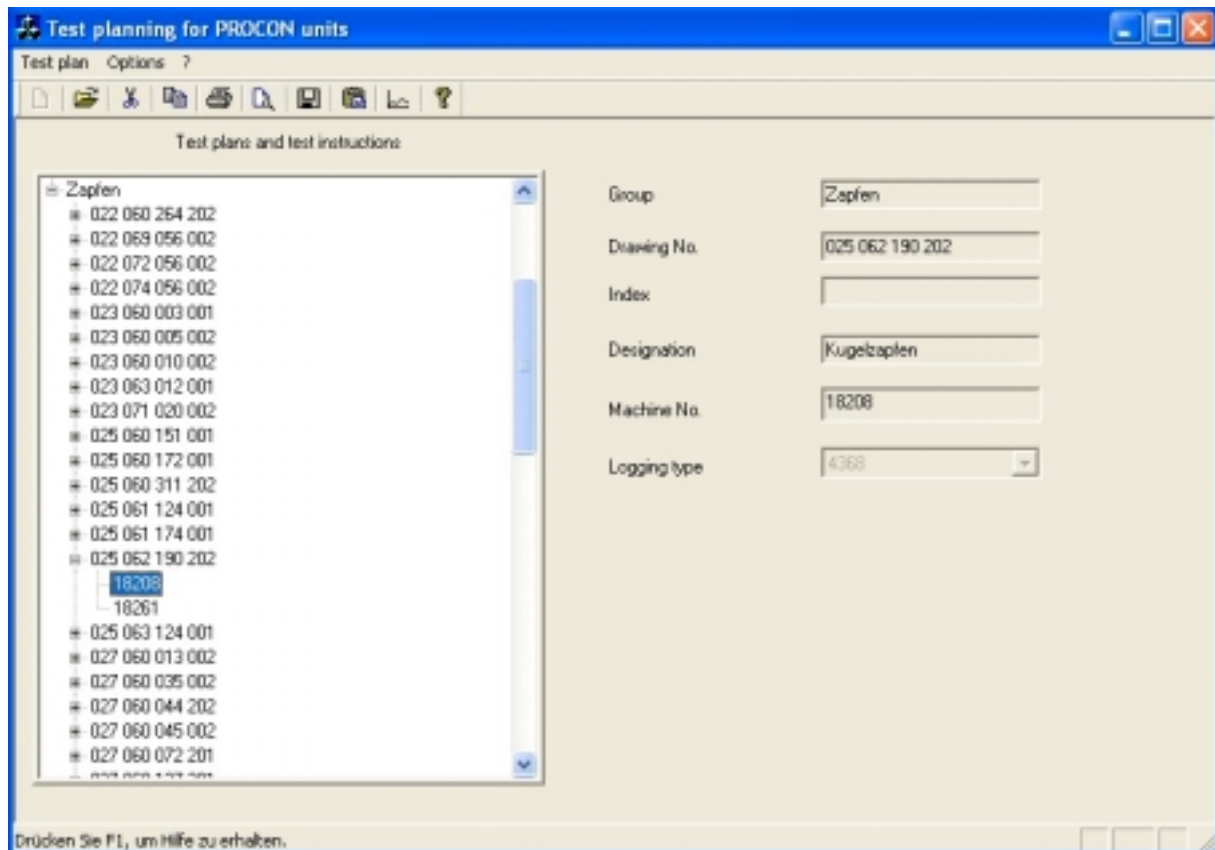 Test planning for PROCON units
Test plan Options ?
Test plans and test instructions
Zapfen
022 060 264 202
022 069 056 002
022 072 056 002
022 074 056 002
023 060 003 001
023 060 005 002
023 060 010 002
023 063 012 001
023 071 020 002
025 060 151 001
025 060 172 001
025 060 311 202
025 061 124 001
025 061 174 001
025 062 190 202
18208
18261
025 063 124 001
027 060 013 002
027 060 035 002
027 060 044 202
027 060 045 002
027 060 072 201
Group Zapfen
Drawing No. 025 062 190 202
Index
Designation Kugelzapfen
Machine No. 18208
Logging type 4368
Drücken Sie F1, um Hilfe zu erhalten.